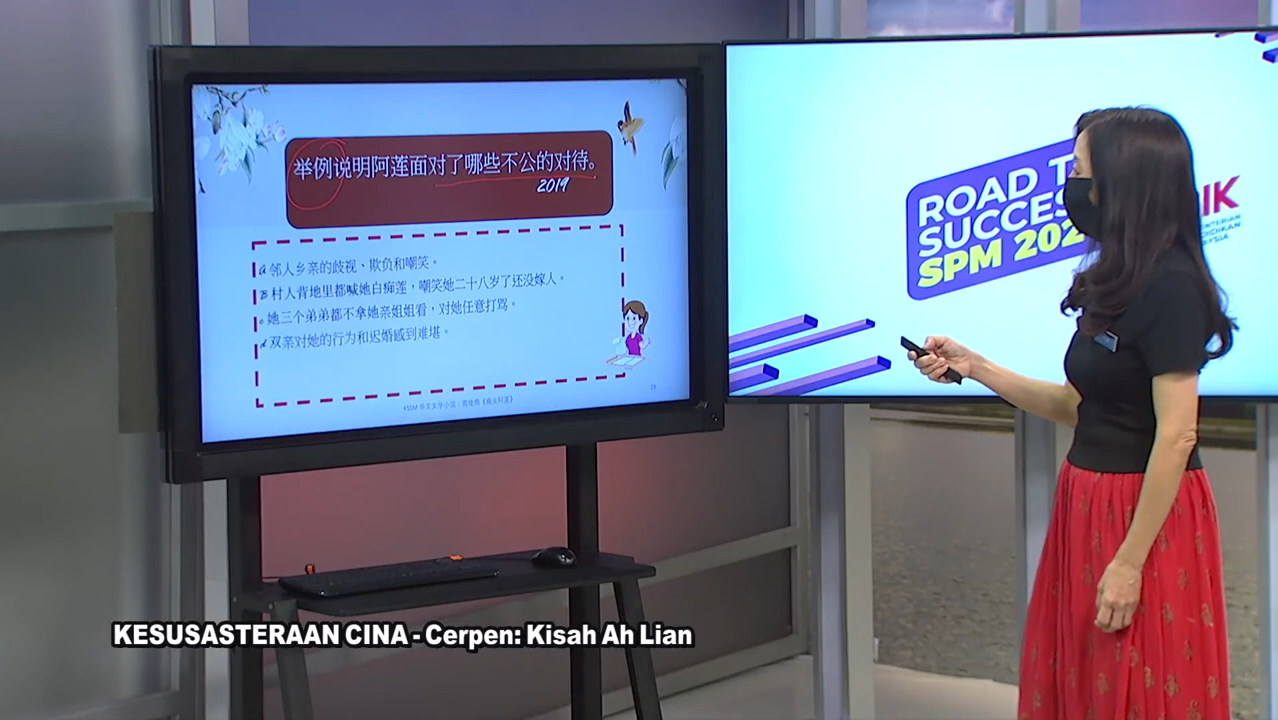 举例说明阿莲面对了哪些不公的对待。
2019
a 邻人乡亲的歧视、欺负和嘲笑。
B 村人背地里都喊她白痴莲，嘲笑她二十八岁了还没嫁人。
c 她三个弟弟都不拿她亲姐姐看，对她任意打骂。
d 双亲对她的行为和迟婚感到难堪。
29
ROAD T
SUCCES
SPM 202
IK
KESUSASTERAAN CINA - Cerpen: Kisah Ah Lian